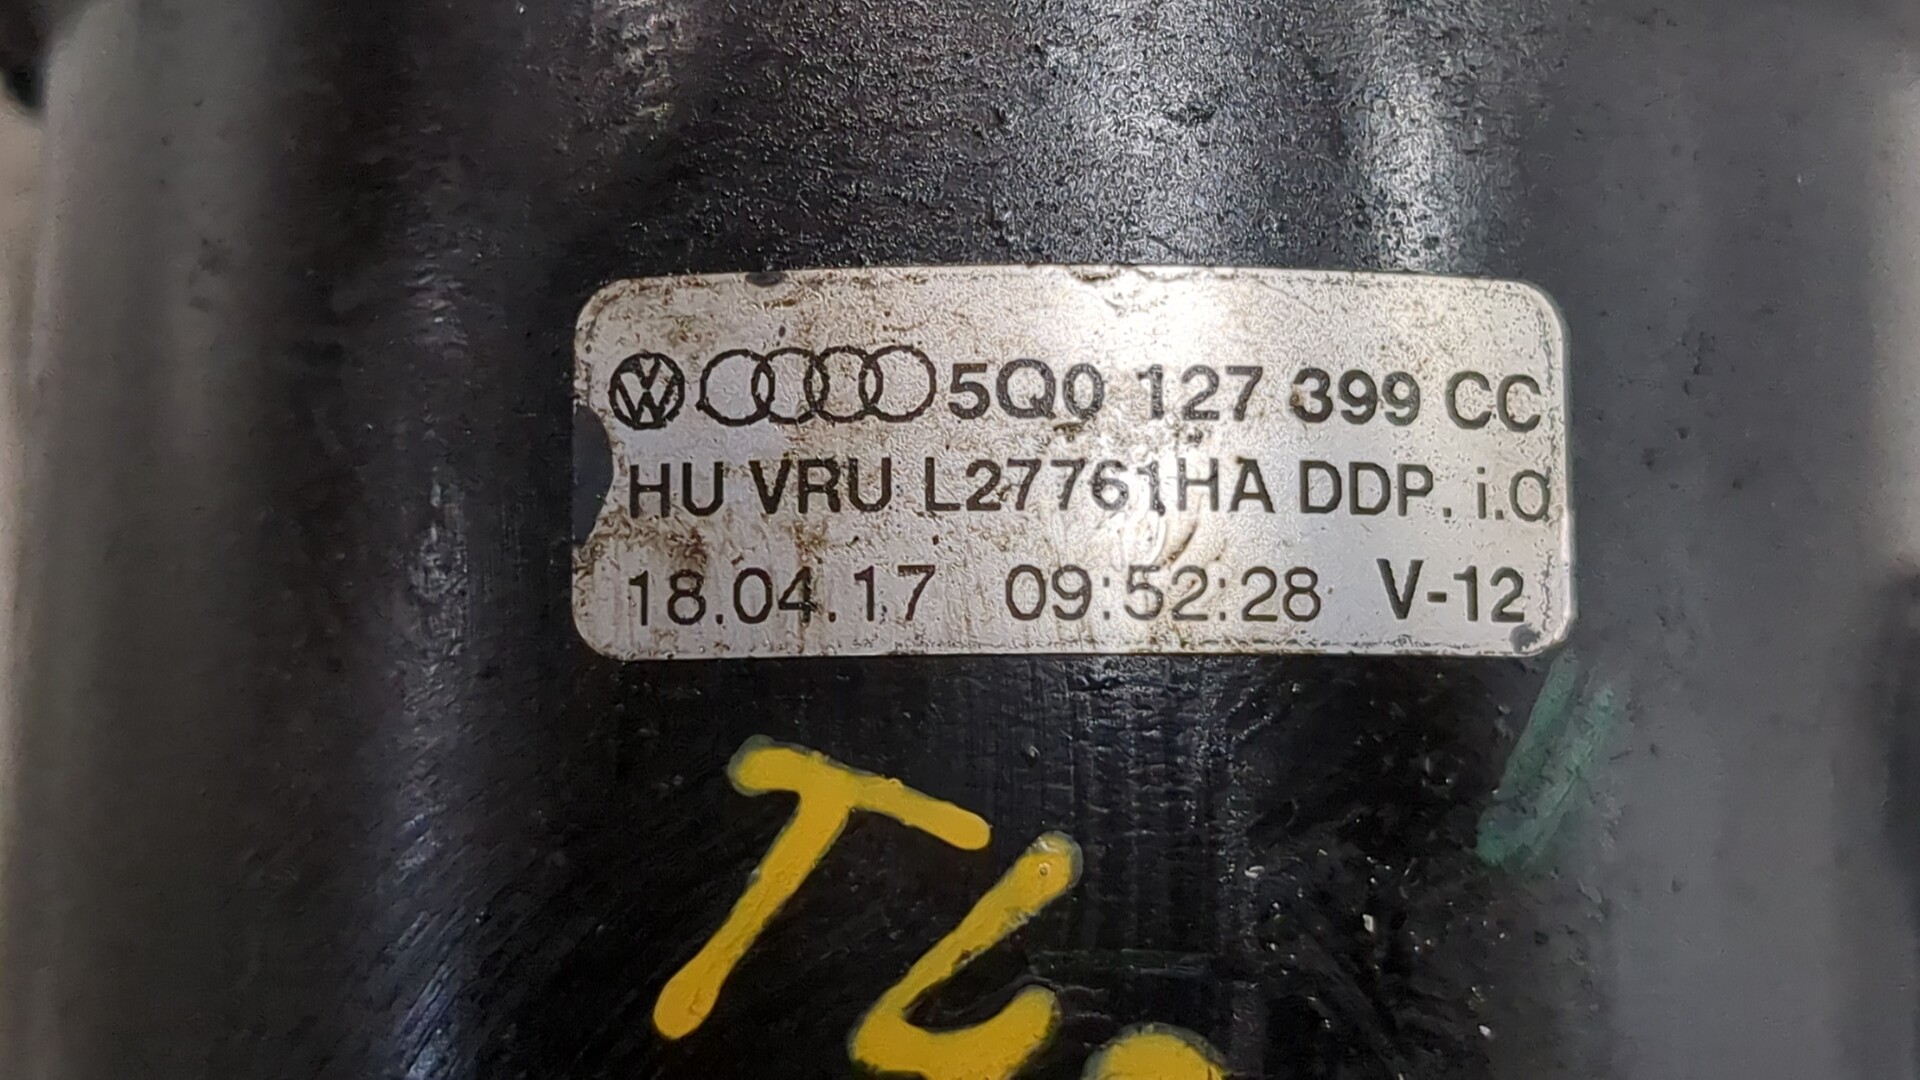 5Q0 127 399 CC
HU VRU L27761HA DDP. i.O
18.04.17 09:52:28 V-12